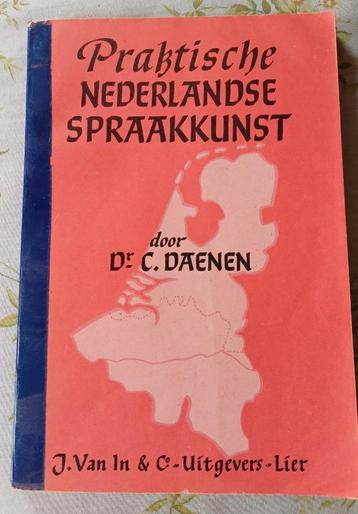 Praktische
NEDERLANDSE
SPRAAKKUNST
door
Dr C. DAENEN
J. Van In & Co - Uitgevers - Lier